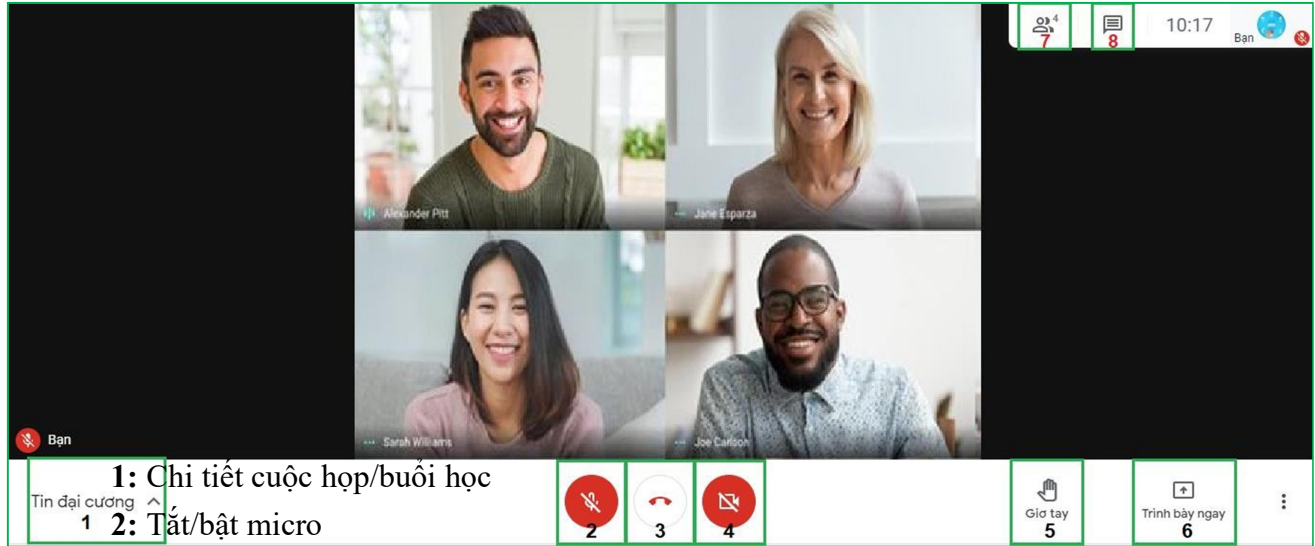 4
7
8
10:17
Bạn
Alexander Pitt
Jane Esparza
Sarah Williams
Joe Carlson
Bạn
1: Chi tiết cuộc họp/buổi học
Tin đại cương
1
2: Tắt/bật micro
2
3
4
Giơ tay
5
Trình bày ngay
6